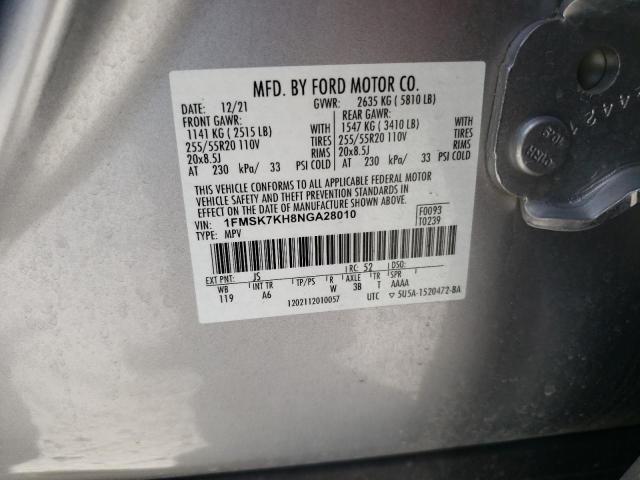 MFD. BY FORD MOTOR CO.
DATE: 12/21 GVWR: 2635 KG ( 5810 LB)
FRONT GAWR: REAR GAWR:
1141 KG ( 2515 LB) WITH 1547 KG ( 3410 LB) WITH
255/55R20 110V TIRES 255/55R20 110V TIRES
20x8.5J RIMS 20x8.5J RIMS
AT 230 kPa/ 33 PSI COLD AT 230 kPa/ 33 PSI COLD
THIS VEHICLE CONFORMS TO ALL APPLICABLE FEDERAL MOTOR
VEHICLE SAFETY AND THEFT PREVENTION STANDARDS IN
EFFECT ON THE DATE OF MANUFACTURE SHOWN ABOVE.
VIN: 1FMSK7KH8NGA28010 F0093
TYPE: MPV T0239
EXT PNT: JS RC: 52 DSO:
WB INT TR TP/PS R AXLE TR SPR
119 A6 W 3B T AAAA
1202112010057 UTC ▽ 5U5A-1520472-BA